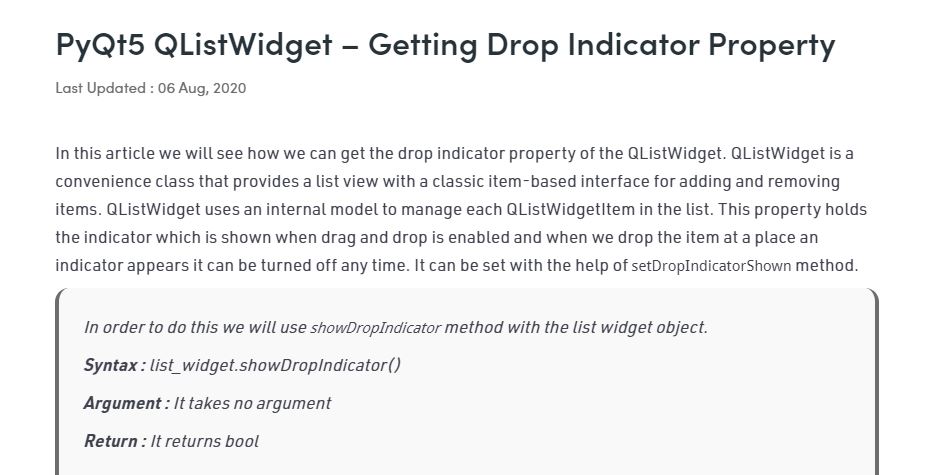 PyQt5 QListWidget – Getting Drop Indicator Property
Last Updated : 06 Aug, 2020
In this article we will see how we can get the drop indicator property of the QListWidget. QListWidget is a
convenience class that provides a list view with a classic item-based interface for adding and removing
items. QListWidget uses an internal model to manage each QListWidgetItem in the list. This property holds
the indicator which is shown when drag and drop is enabled and when we drop the item at a place an
indicator appears it can be turned off any time. It can be set with the help of setDropIndicatorShown method.
In order to do this we will use showDropIndicator method with the list widget object.
Syntax : list_widget.showDropIndicator()
Argument : It takes no argument
Return : It returns bool